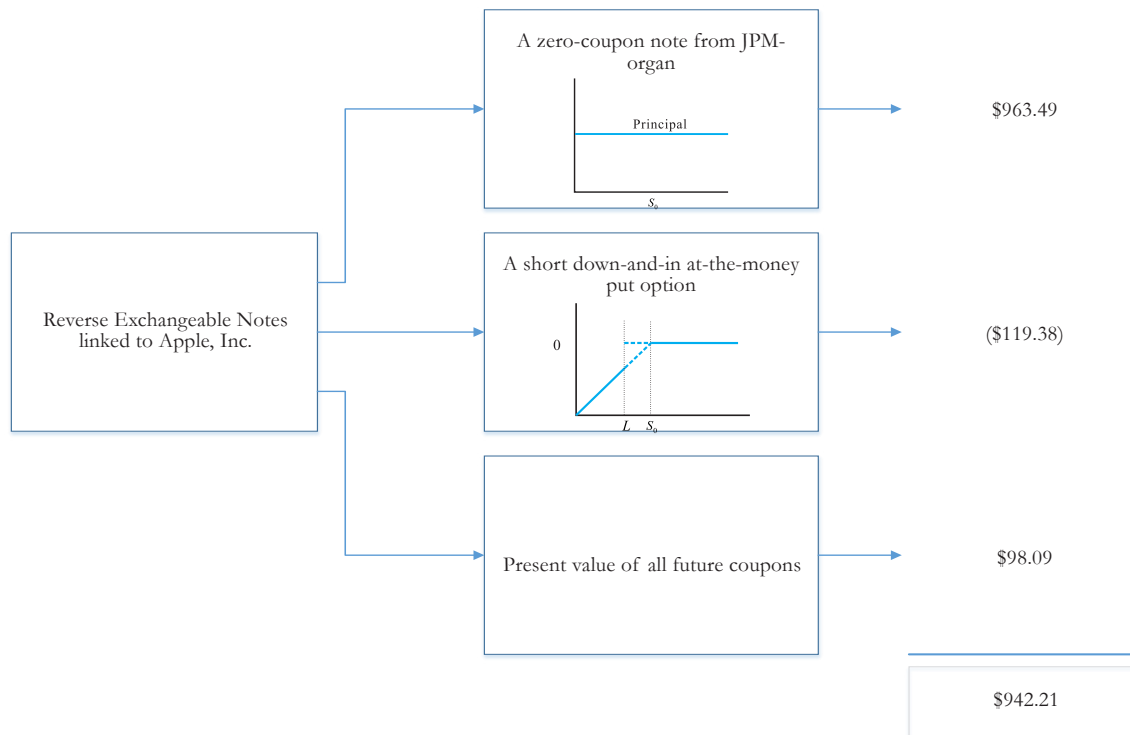 A zero-coupon note from JPM-
organ
Principal
S₀
$963.49
Reverse Exchangeable Notes
linked to Apple, Inc.
A short down-and-in at-the-money
put option
0
L S₀
($119.38)
Present value of all future coupons
$98.09
$942.21